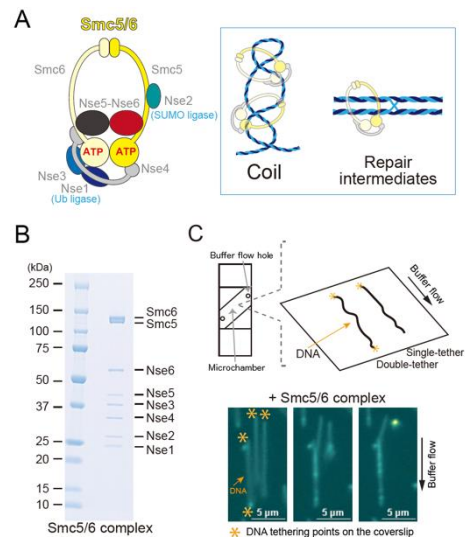 A
Smc5/6
Smc6
Smc5
Nse5-Nse6
Nse2
(SUMO ligase)
ATP
ATP
Nse4
Nse3
Nse1
(Ub ligase)
Coil
Repair
intermediates
B
(kDa)
250
150
100
75
50
37
25
20
15
10
Smc6
Smc5
Nse6
Nse5
Nse3
Nse4
Nse2
Nse1
Smc5/6 complex
C
Buffer flow hole
Microchamber
Buffer flow
DNA
Single-tether
Double-tether
+ Smc5/6 complex
DNA
5 μm
5 μm
5 μm
Buffer flow
DNA tethering points on the coverslip